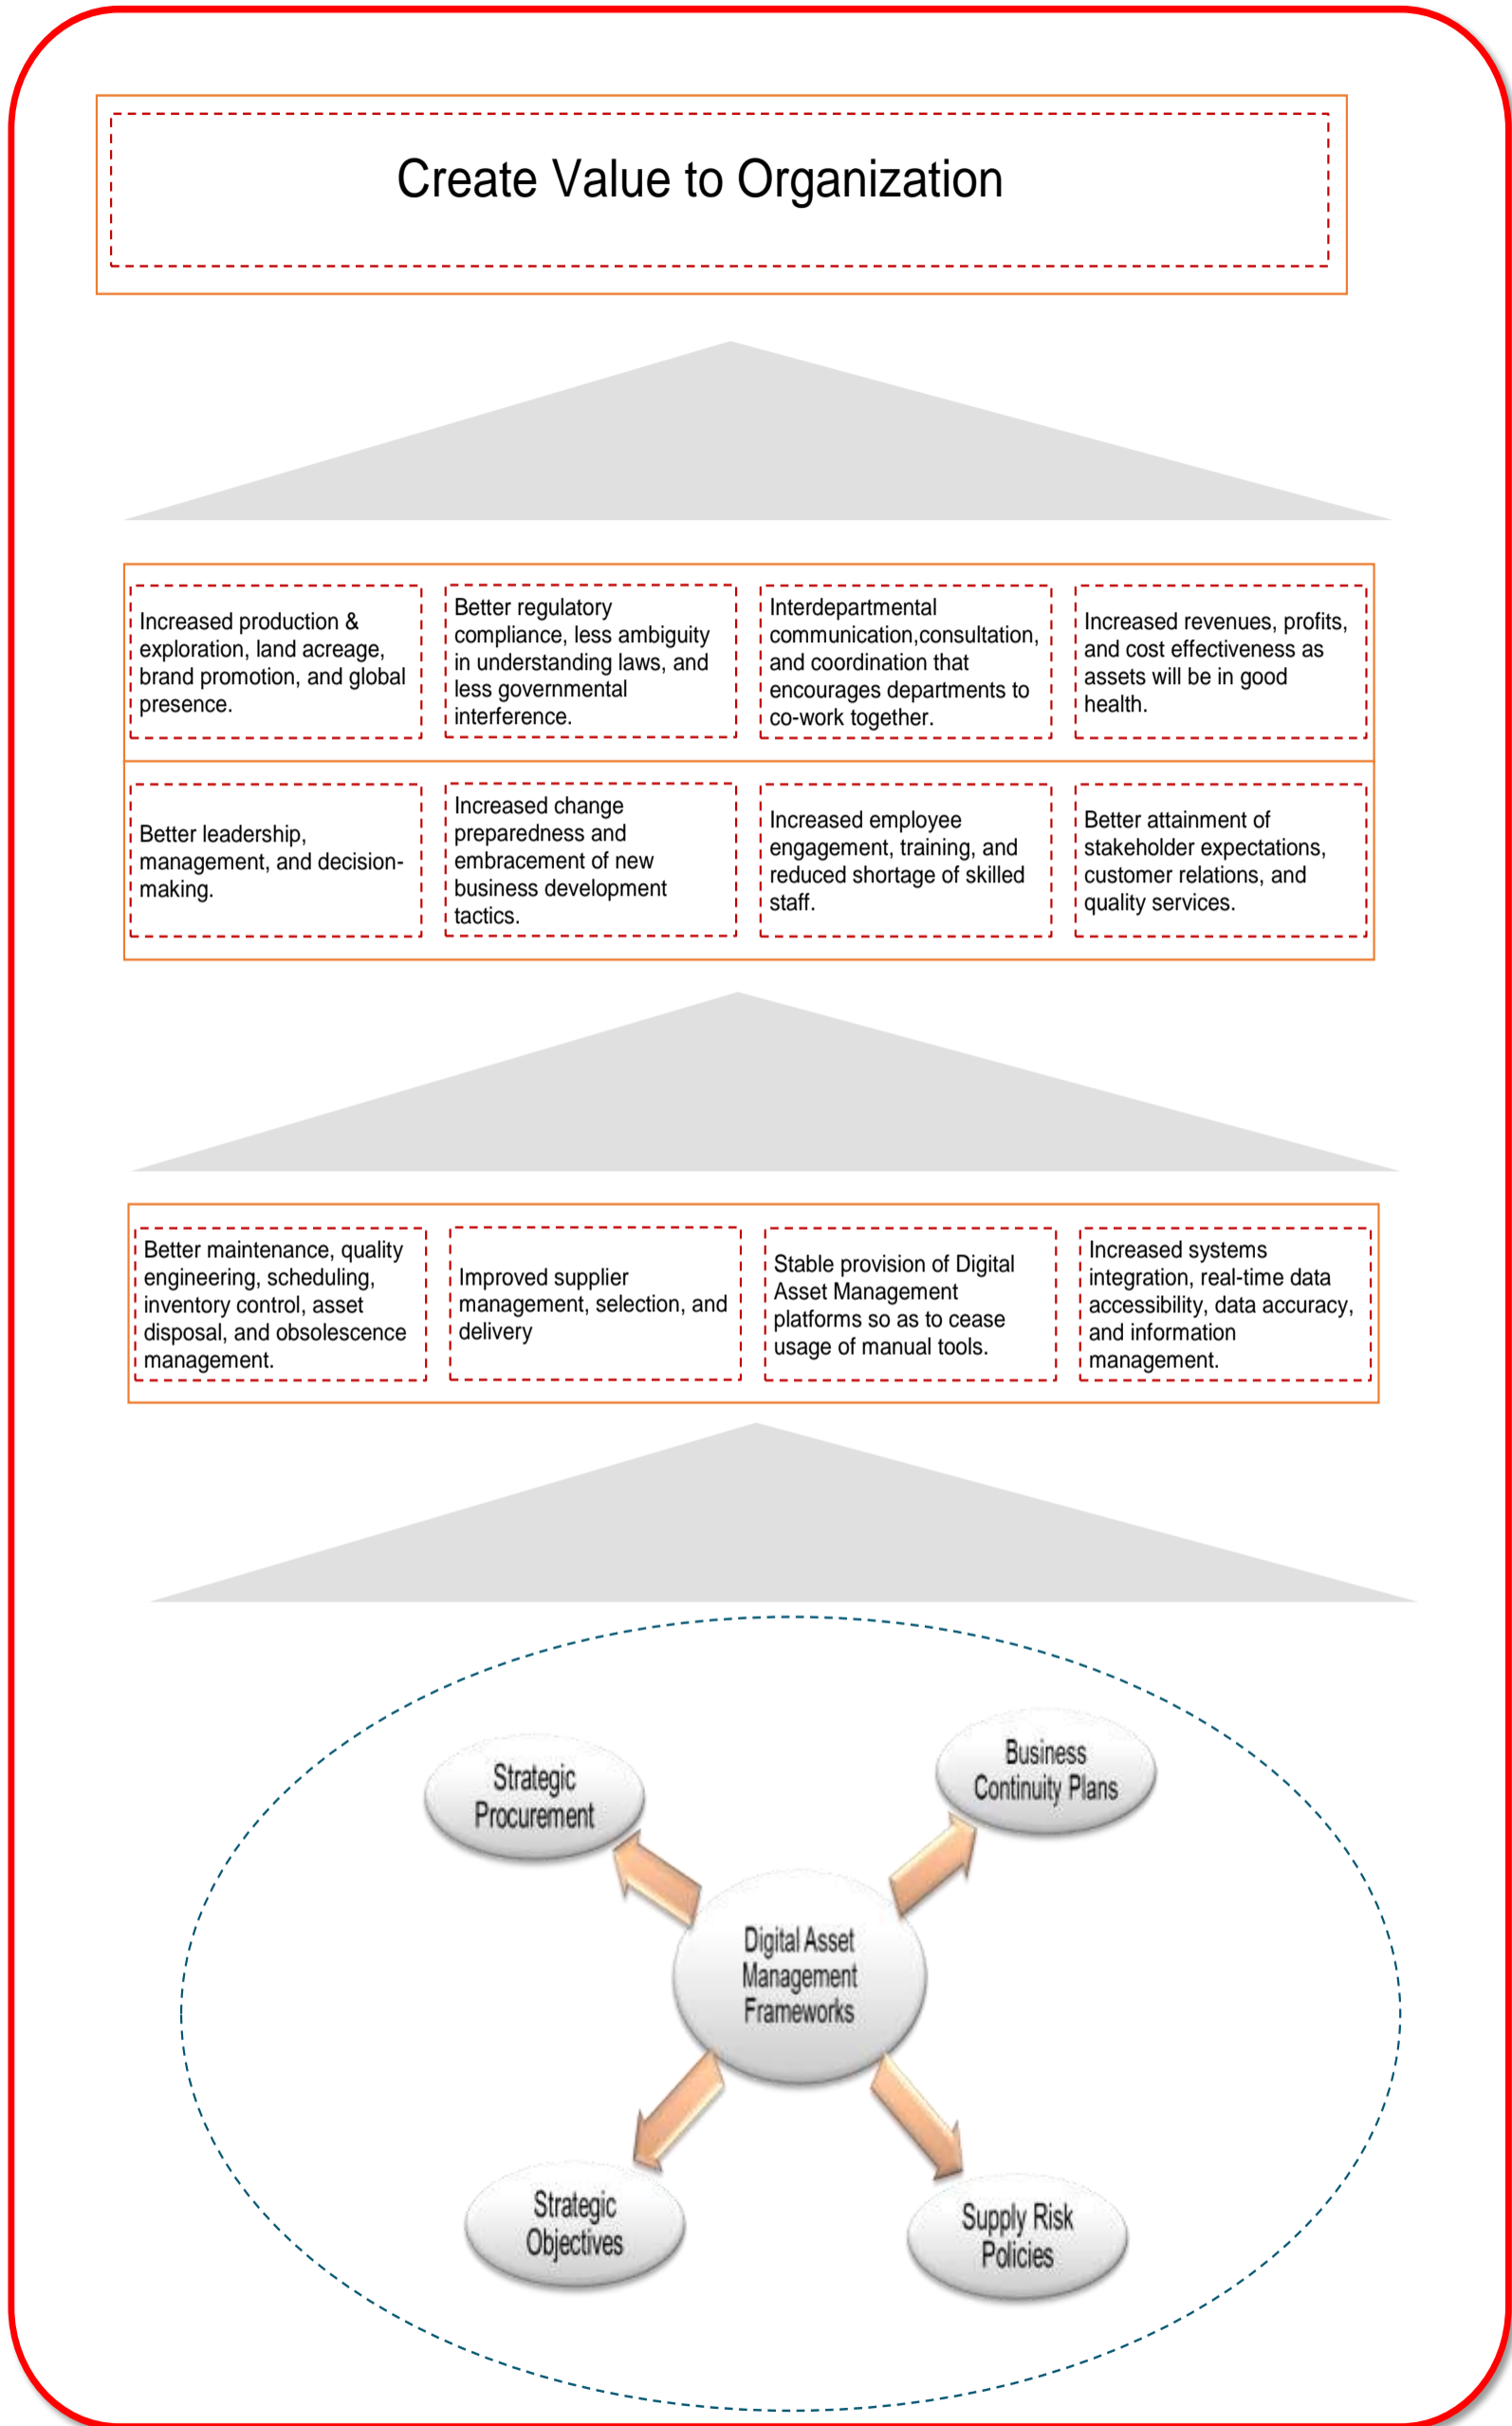 Create Value to Organization
Increased production &
exploration, land acreage,
brand promotion, and global
presence.
Better regulatory
compliance, less ambiguity
in understanding laws, and
less governmental
interference.
Interdepartmental
communication,consultation,
and coordination that
encourages departments to
co-work together.
Increased revenues, profits,
and cost effectiveness as
assets will be in good
health.
Better leadership,
management, and decision-
making.
Increased change
preparedness and
embracement of new
business development
tactics.
Increased employee
engagement, training, and
reduced shortage of skilled
staff.
Better attainment of
stakeholder expectations,
customer relations, and
quality services.
Better maintenance, quality
engineering, scheduling,
inventory control, asset
disposal, and obsolescence
management.
Improved supplier
management, selection, and
delivery
Stable provision of Digital
Asset Management
platforms so as to cease
usage of manual tools.
Increased systems
integration, real-time data
accessibility, data accuracy,
and information
management.
Strategic
Procurement
Business
Continuity Plans
Digital Asset
Management
Frameworks
Strategic
Objectives
Supply Risk
Policies